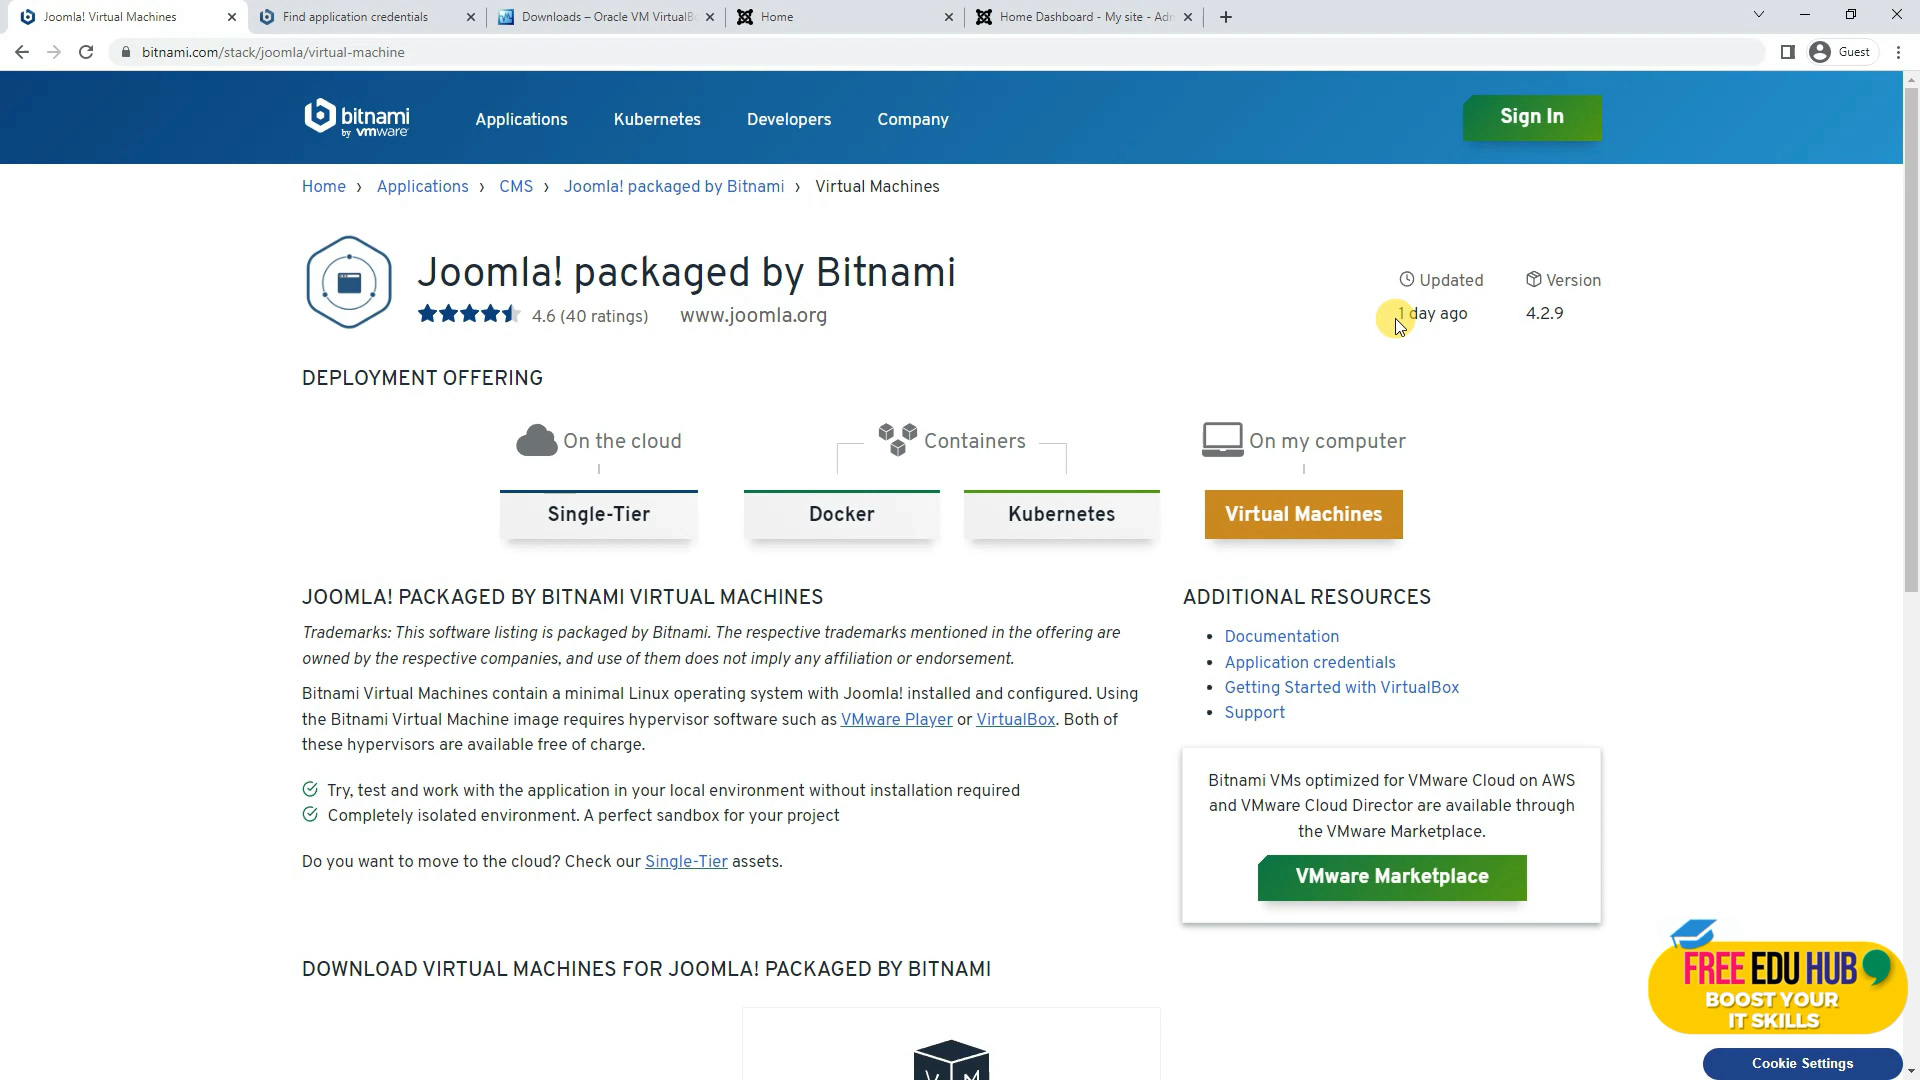 Joomla! Virtual Machines
Find application credentials
Downloads – Oracle VM VirtualB
Home
Home Dashboard - My site - Adm
bitnami.com/stack/joomla/virtual-machine
Guest
bitnami
by vmware
Applications
Kubernetes
Developers
Company
Sign In
Home › Applications › CMS › Joomla! packaged by Bitnami › Virtual Machines
Joomla! packaged by Bitnami
4.6 (40 ratings)
www.joomla.org
Updated
Version
1 day ago
4.2.9
DEPLOYMENT OFFERING
On the cloud
Containers
On my computer
Single-Tier
Docker
Kubernetes
Virtual Machines
JOOMLA! PACKAGED BY BITNAMI VIRTUAL MACHINES
Trademarks: This software listing is packaged by Bitnami. The respective trademarks mentioned in the offering are
owned by the respective companies, and use of them does not imply any affiliation or endorsement.
Bitnami Virtual Machines contain a minimal Linux operating system with Joomla! installed and configured. Using
the Bitnami Virtual Machine image requires hypervisor software such as VMware Player or VirtualBox. Both of
these hypervisors are available free of charge.
Try, test and work with the application in your local environment without installation required
Completely isolated environment. A perfect sandbox for your project
Do you want to move to the cloud? Check our Single-Tier assets.
ADDITIONAL RESOURCES
• Documentation
• Application credentials
• Getting Started with VirtualBox
• Support
Bitnami VMs optimized for VMware Cloud on AWS
and VMware Cloud Director are available through
the VMware Marketplace.
VMware Marketplace
DOWNLOAD VIRTUAL MACHINES FOR JOOMLA! PACKAGED BY BITNAMI
VM
FREE EDU HUB
BOOST YOUR
IT SKILLS
Cookie Settings